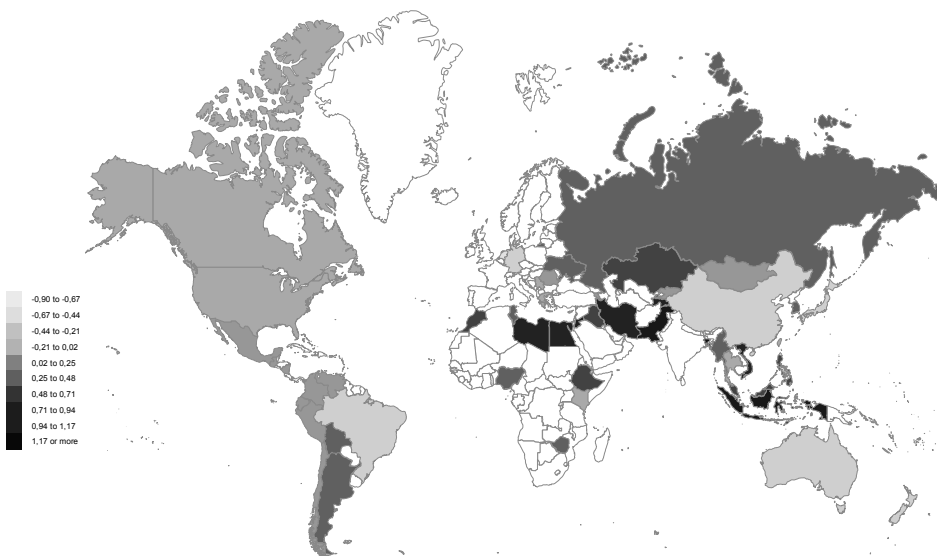 -0,90 to -0,67
-0,67 to -0,44
-0,44 to -0,21
-0,21 to 0,02
0,02 to 0,25
0,25 to 0,48
0,48 to 0,71
0,71 to 0,94
0,94 to 1,17
1,17 or more